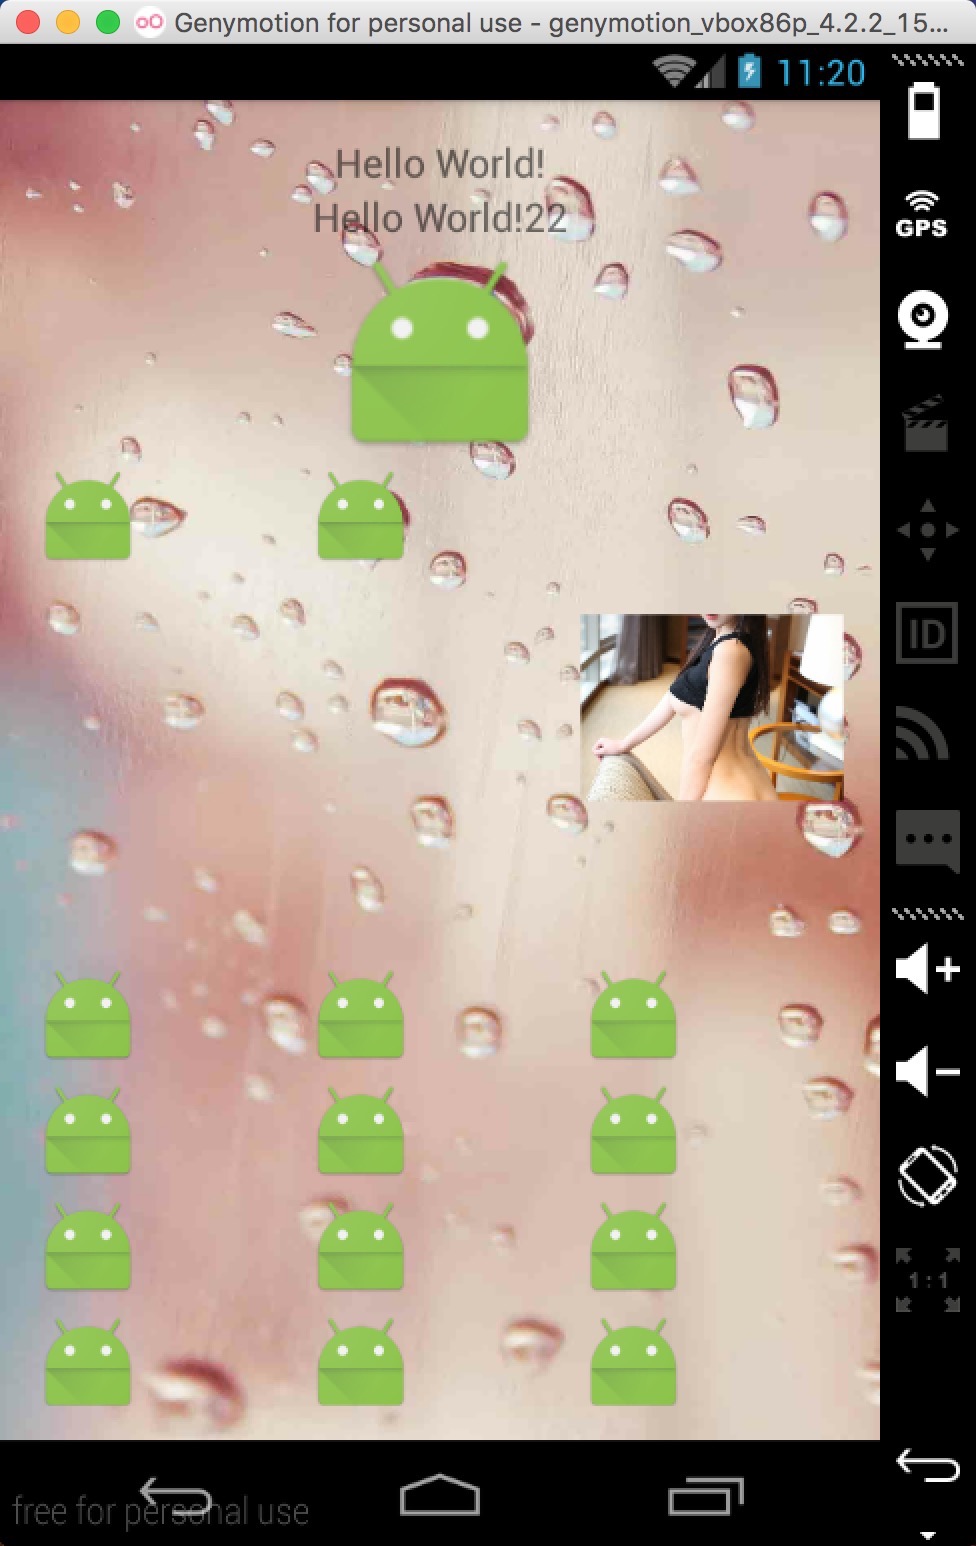 Genymotion for personal use - genymotion_vbox86p_4.2.2_15...
11:20
GPS
Hello World!
Hello World!22
ID
1:1
free for personal use